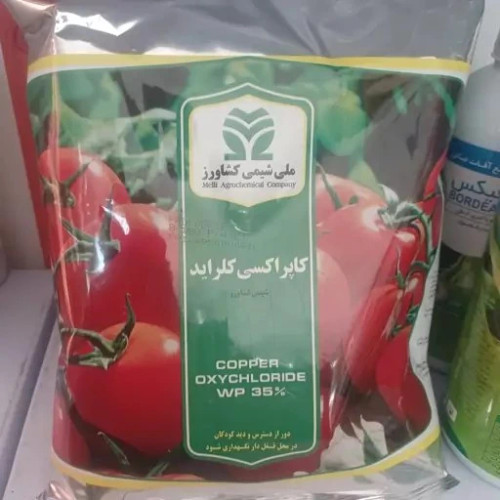 ملی شیمی کشاورز
Melli Agrochemical Company
کاپراکسی کلراید
COPPER
OXYCHLORIDE
WP 35%
دور از دسترس و دید کودکان
در محل قفل دار نگهداری شود
BORDE